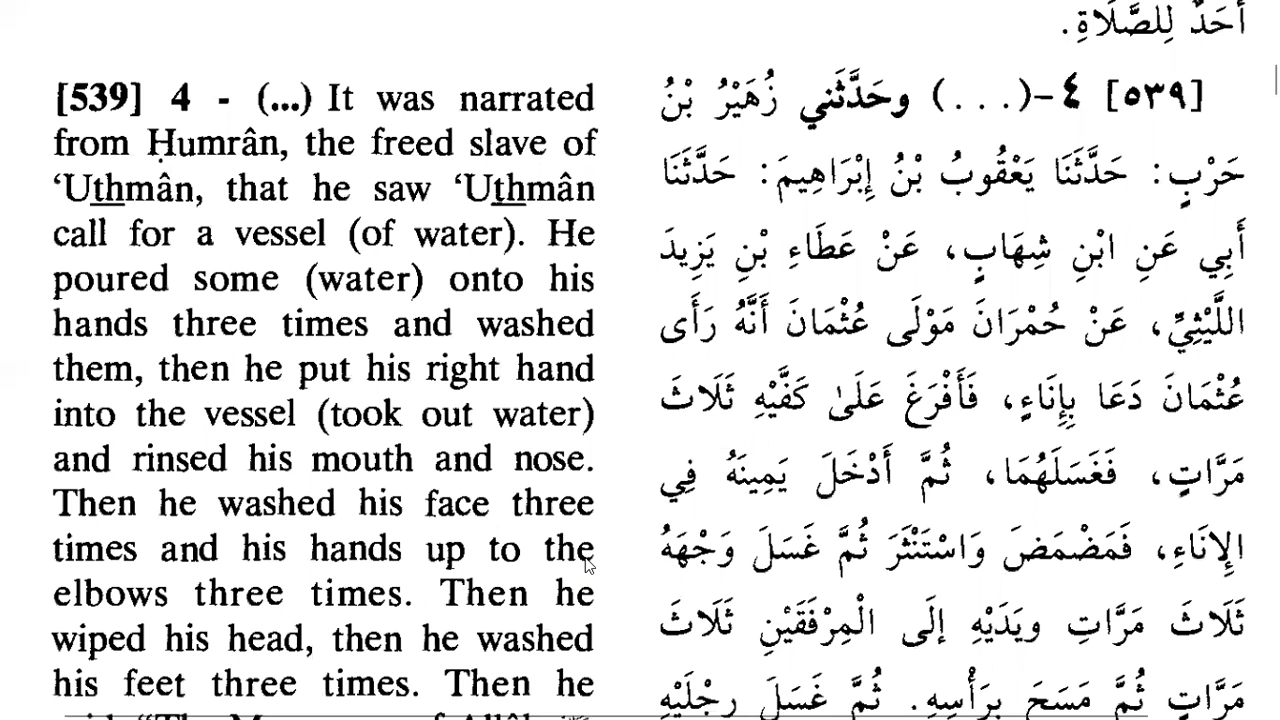 [539] 4 - (...) It was narrated
from Ḥumrân, the freed slave of
‘Uthmân, that he saw ‘Uthmân
call for a vessel (of water). He
poured some (water) onto his
hands three times and washed
them, then he put his right hand
into the vessel (took out water)
and rinsed his mouth and nose.
Then he washed his face three
times and his hands up to the
elbows three times. Then he
wiped his head, then he washed
his feet three times. Then he
أَحَدٌ لِلصَّلَاةِ.
[٥٣٩] ٤-(...) وحَدَّثَنِي زُهَيْرُ بْنُ
حَرْبٍ: حَدَّثَنَا يَعْقُوبُ بْنُ إِبْرَاهِيمَ: حَدَّثَنَا
أَبِي عَنِ ابْنِ شِهَابٍ، عَنْ عَطَاءِ بْنِ يَزِيدَ
اللَّيْثِيِّ، عَنْ حُمْرَانَ مَوْلَى عُثْمَانَ أَنَّهُ رَأَى
عُثْمَانَ دَعَا بِإِنَاءٍ، فَأَفْرَغَ عَلَىٰ كَفَّيْهِ ثَلَاثَ
مَرَّاتٍ، فَغَسَلَهُمَا، ثُمَّ أَدْخَلَ يَمِينَهُ فِي
الإِنَاءِ، فَمَضْمَضَ وَاسْتَنْثَرَ ثُمَّ غَسَلَ وَجْهَهُ
ثَلَاثَ مَرَّاتِ ويَدَيْهِ إلَى الْمِرْفَقَيْنِ ثَلَاثَ
مَرَّاتٍ ثُمَّ مَسَحَ بِرَأْسِهِ. ثُمَّ غَسَلَ رِجْلَيْهِ